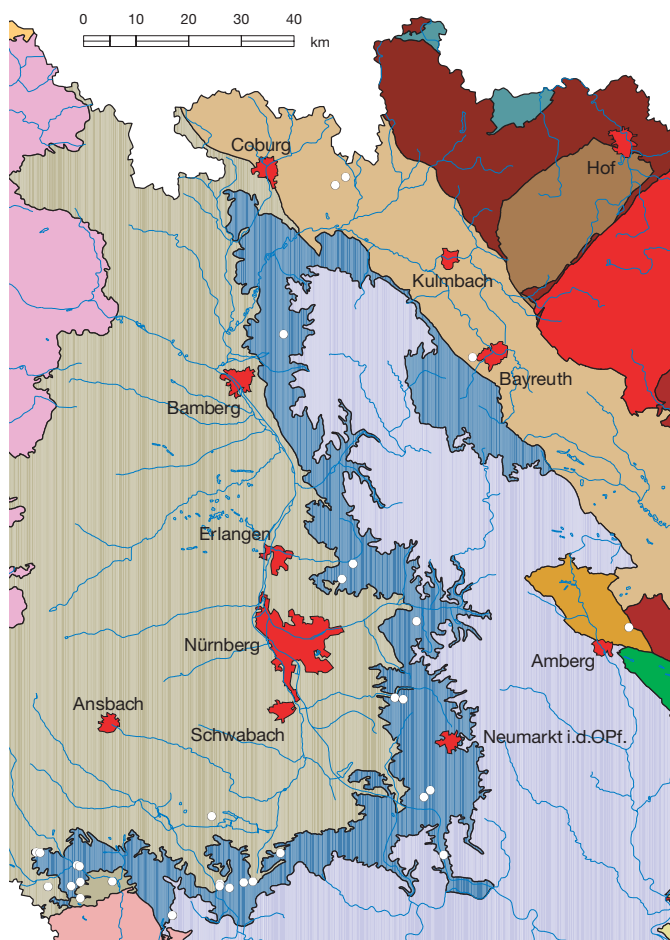 0 10 20 30 40
km
Coburg
Hof
Kulmbach
Bayreuth
Bamberg
Erlangen
Nürnberg
Amberg
Ansbach
Schwabach
Neumarkt i.d.OPf.